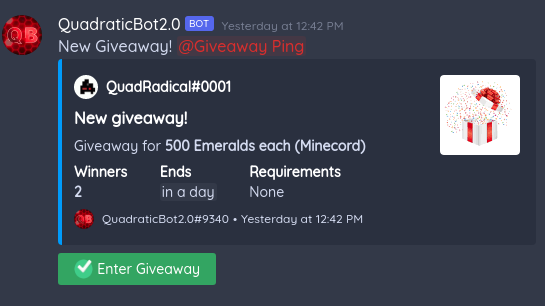 QuadraticBot2.0 BOT Yesterday at 12:42 PM
New Giveaway! @Giveaway Ping
QuadRadical#0001
New giveaway!
Giveaway for 500 Emeralds each (Minecord)
Winners Ends Requirements
2 in a day None
QuadraticBot2.0#9340 • Yesterday at 12:42 PM
Enter Giveaway
QB